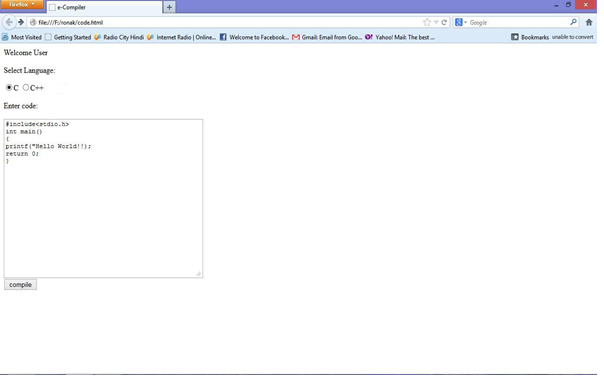 Firefox
e-Compiler
file:///F:/ronak/code.html
Google
Most Visited Getting Started Radio City Hindi Internet Radio | Online... Welcome to Facebook... Gmail: Email from Goo... Yahoo! Mail: The best ... Bookmarks unable to convert
Welcome User
Select Language:
C C++
Enter code:
#include<stdio.h>
int main()
{
printf("Hello World!!);
return 0;
}
compile